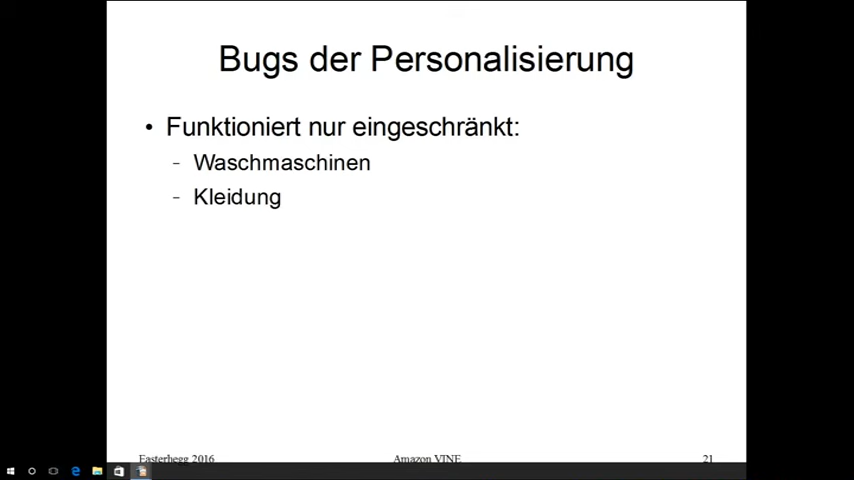 Bugs der Personalisierung
• Funktioniert nur eingeschränkt:
– Waschmaschinen
– Kleidung
Easterhegg 2016 Amazon VINE 21